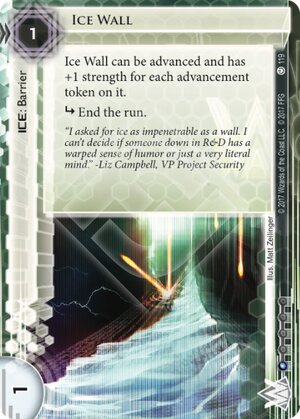 ICE WALL
1
ICE: Barrier
Ice Wall can be advanced and has
+1 strength for each advancement
token on it.
↳ End the run.
“I asked for ice as impenetrable as a wall. I
can’t decide if someone down in R&D has a
warped sense of humor or just a very literal
mind.” -Liz Campbell, VP Project Security
119
© 2017 Wizards of the Coast LLC. © 2017 FFG
Illus. Matt Zeilinger
1